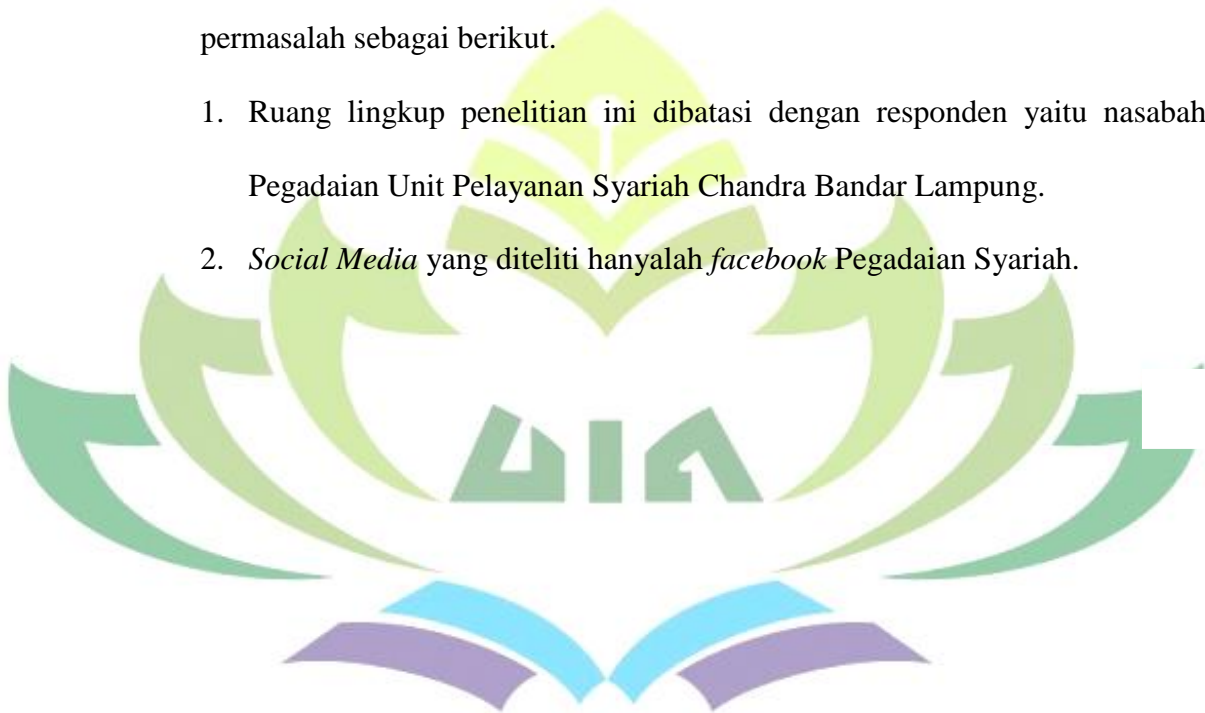 permasalah sebagai berikut.
1. Ruang lingkup penelitian ini dibatasi dengan responden yaitu nasabah
Pegadaian Unit Pelayanan Syariah Chandra Bandar Lampung.
2. Social Media yang diteliti hanyalah facebook Pegadaian Syariah.
UIN